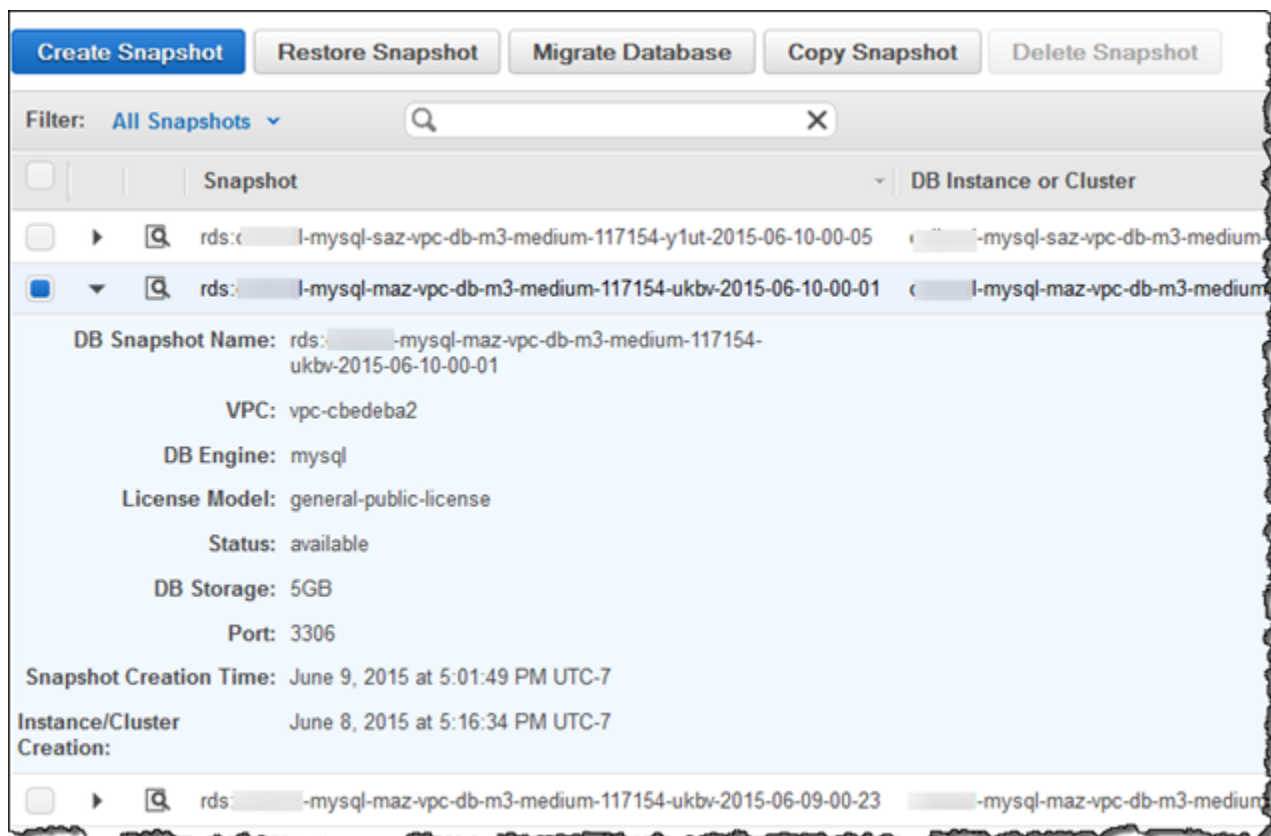 Create Snapshot Restore Snapshot Migrate Database Copy Snapshot Delete Snapshot
Filter: All Snapshots
Snapshot DB Instance or Cluster
rds: l-mysql-saz-vpc-db-m3-medium-117154-y1ut-2015-06-10-00-05 -mysql-saz-vpc-db-m3-medium-
rds: l-mysql-maz-vpc-db-m3-medium-117154-ukbv-2015-06-10-00-01 l-mysql-maz-vpc-db-m3-medium
DB Snapshot Name: rds: -mysql-maz-vpc-db-m3-medium-117154-
ukbv-2015-06-10-00-01
VPC: vpc-cbedeba2
DB Engine: mysql
License Model: general-public-license
Status: available
DB Storage: 5GB
Port: 3306
Snapshot Creation Time: June 9, 2015 at 5:01:49 PM UTC-7
Instance/Cluster June 8, 2015 at 5:16:34 PM UTC-7
Creation:
rds: -mysql-maz-vpc-db-m3-medium-117154-ukbv-2015-06-09-00-23 -mysql-maz-vpc-db-m3-medium